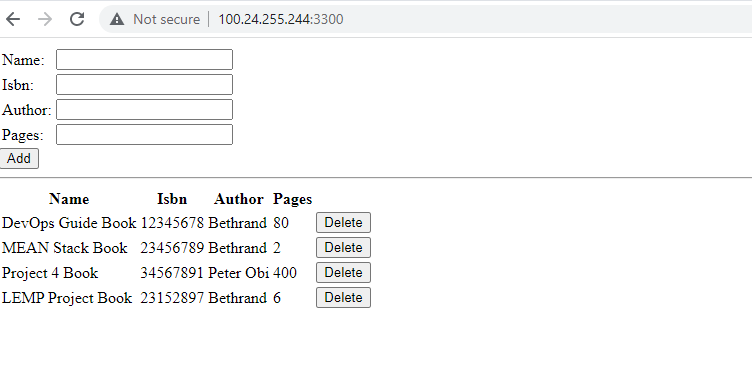 Not secure | 100.24.255.244:3300
Name:
Isbn:
Author:
Pages:
Add
Name Isbn Author Pages
DevOps Guide Book 12345678 Bethrand 80 Delete
MEAN Stack Book 23456789 Bethrand 2 Delete
Project 4 Book 34567891 Peter Obi 400 Delete
LEMP Project Book 23152897 Bethrand 6 Delete